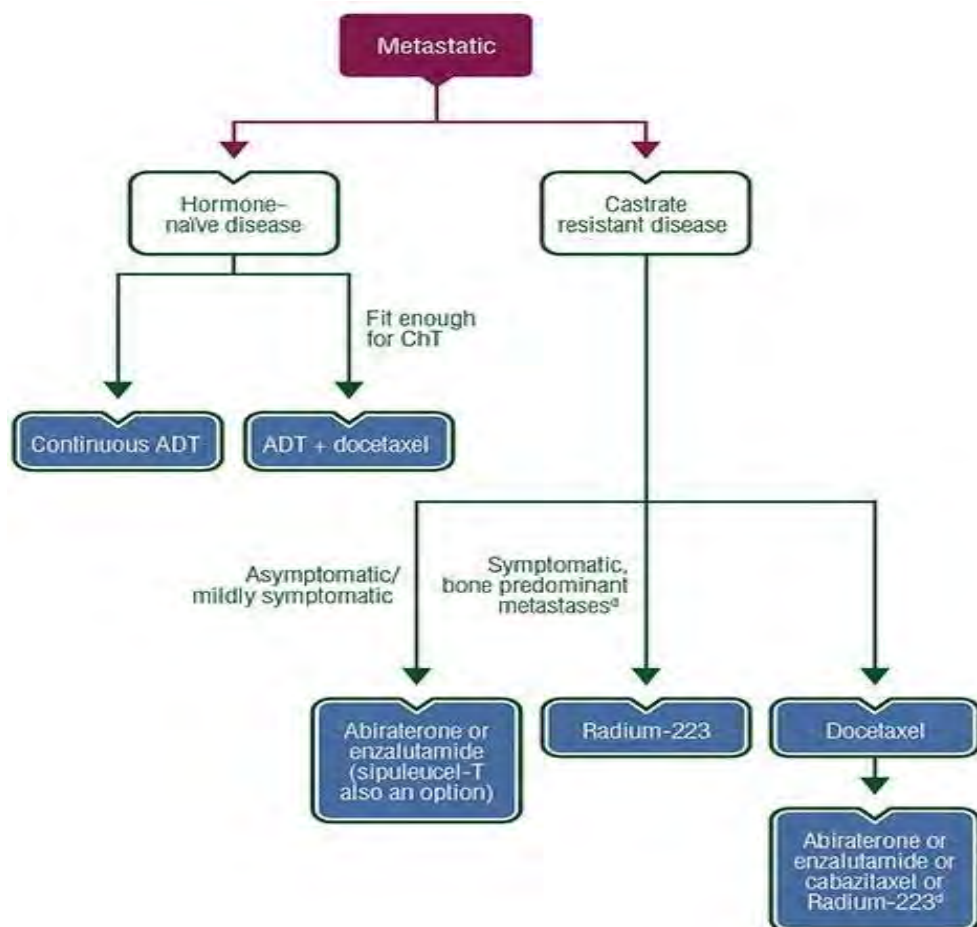 Metastatic
Hormone-
naïve disease
Castrate
resistant disease
Fit enough
for ChT
Continuous ADT
ADT + docetaxel
Asymptomatic/
mildly symptomatic
Symptomatic,
bone predominant
metastasesᵈ
Abiraterone or
enzalutamide
(sipuleucel-T
also an option)
Radium-223
Docetaxel
Abiraterone or
enzalutamide or
cabazitaxel or
Radium-223ᵈ